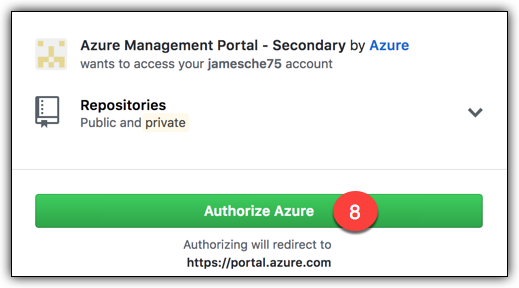 Azure Management Portal - Secondary by Azure
wants to access your jamesche75 account
Repositories
Public and private
Authorize Azure
8
Authorizing will redirect to
https://portal.azure.com